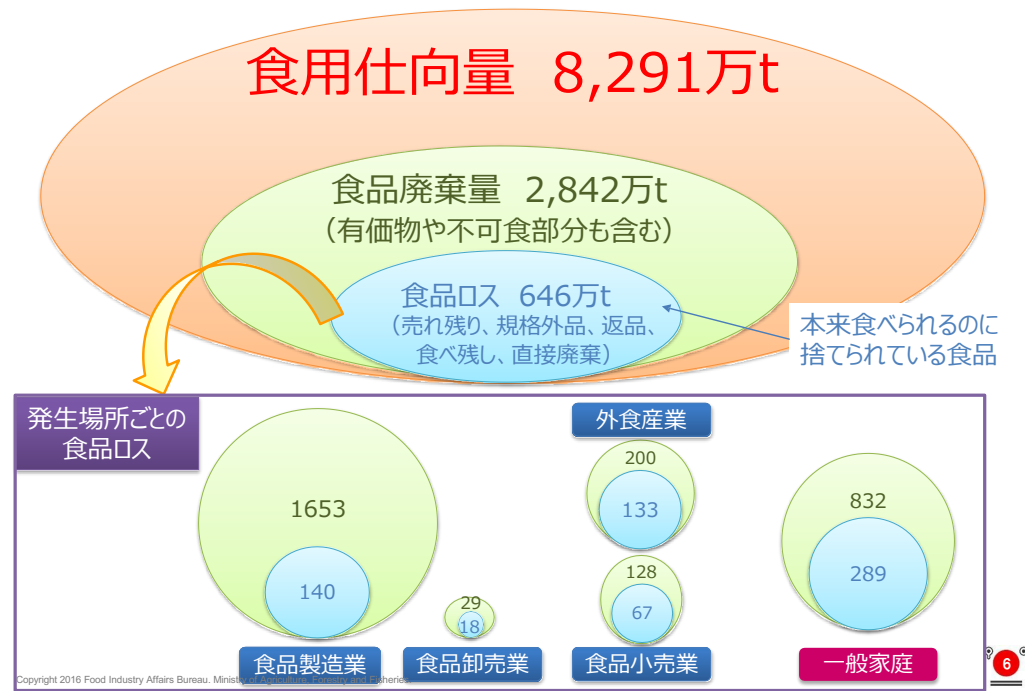 食用仕向量 8,291万t
食品廃棄量 2,842万t
（有価物や不可食部分も含む）
食品ロス 646万t
（売れ残り、規格外品、返品、
食べ残し、直接廃棄）
本来食べられるのに
捨てられている食品
発生場所ごとの
食品ロス
1653
140
食品製造業
29
18
食品卸売業
外食産業
200
133
128
67
食品小売業
832
289
一般家庭
Copyright 2016 Food Industry Affairs Bureau. Ministry of Agriculture, Forestry and Fisheries.
6